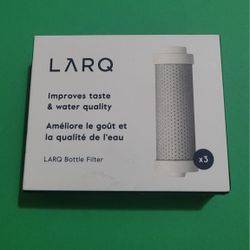 LARQ
Improves taste
& water quality
Améliore le goût et
la qualité de l'eau
LARQ Bottle Filter
x3